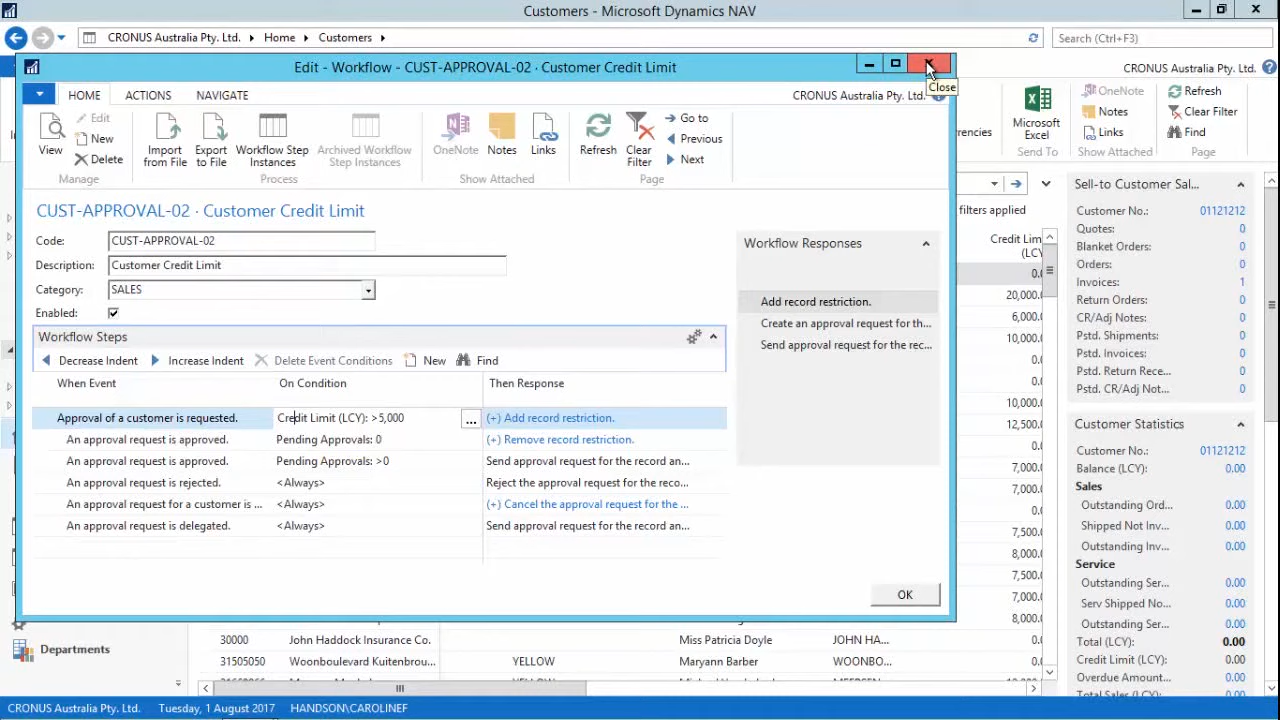 Customers - Microsoft Dynamics NAV
CRONUS Australia Pty. Ltd. Home Customers
Search (Ctrl+F3)
Edit - Workflow - CUST-APPROVAL-02 · Customer Credit Limit
Close
CRONUS Australia Pty. Ltd.
HOME ACTIONS NAVIGATE
CRONUS Australia Pty. Ltd.
View
Edit
New
Delete
Manage
Import from File
Export to File
Workflow Step Instances
Archived Workflow Step Instances
Process
OneNote
Notes
Links
Show Attached
Refresh
Clear Filter
Go to
Previous
Next
Page
Microsoft Excel
Send To
OneNote
Notes
Links
Show Attached
Refresh
Clear Filter
Find
Page
CUST-APPROVAL-02 · Customer Credit Limit
Code: CUST-APPROVAL-02
Description: Customer Credit Limit
Category: SALES
Enabled:
Workflow Steps
Decrease Indent Increase Indent Delete Event Conditions New Find
When Event On Condition Then Response
Approval of a customer is requested. Credit Limit (LCY): >5,000 ... (+) Add record restriction.
An approval request is approved. Pending Approvals: 0 (+) Remove record restriction.
An approval request is approved. Pending Approvals: >0 Send approval request for the record an...
An approval request is rejected. <Always> Reject the approval request for the reco...
An approval request for a customer is ... <Always> (+) Cancel the approval request for the ...
An approval request is delegated. <Always> Send approval request for the record an...
Workflow Responses
Add record restriction.
Create an approval request for th...
Send approval request for the rec...
OK
filters applied
Credit Lim
(LCY
0.
20,000.
6,000.
10,000.
10,000.
12,500.
7,000.
7,000.
7,500.
8,000.
7,500.
7,000.
8,000.
30000 John Haddock Insurance Co. Miss Patricia Doyle JOHN HA... 0.
31505050 Woonboulevard Kuitenbrou... YELLOW Maryann Barber WOONBO...
Sell-to Customer Sal...
Customer No.: 01121212
Quotes: 0
Blanket Orders: 0
Orders: 0
Invoices: 1
Return Orders: 0
CR/Adj Notes: 0
Pstd. Shipments: 0
Pstd. Invoices: 0
Pstd. Return Rece... 0
Pstd. CR/Adj Not... 0
Customer Statistics
Customer No.: 01121212
Balance (LCY): 0.00
Sales
Outstanding Ord... 0.00
Shipped Not Inv... 0.00
Outstanding Inv... 0.00
Service
Outstanding Ser... 0.00
Serv Shipped No... 0.00
Outstanding Ser... 0.00
Total (LCY): 0.00
Credit Limit (LCY): 0.00
Overdue Amount... 0.00
Departments
CRONUS Australia Pty. Ltd. Tuesday, 1 August 2017 HANDSON\CAROLINEF